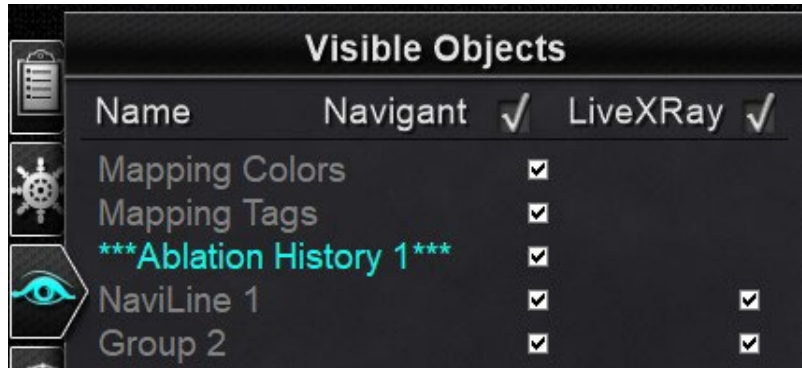 Visible Objects
Name Navigant LiveXRay
Mapping Colors
Mapping Tags
***Ablation History 1***
NaviLine 1
Group 2